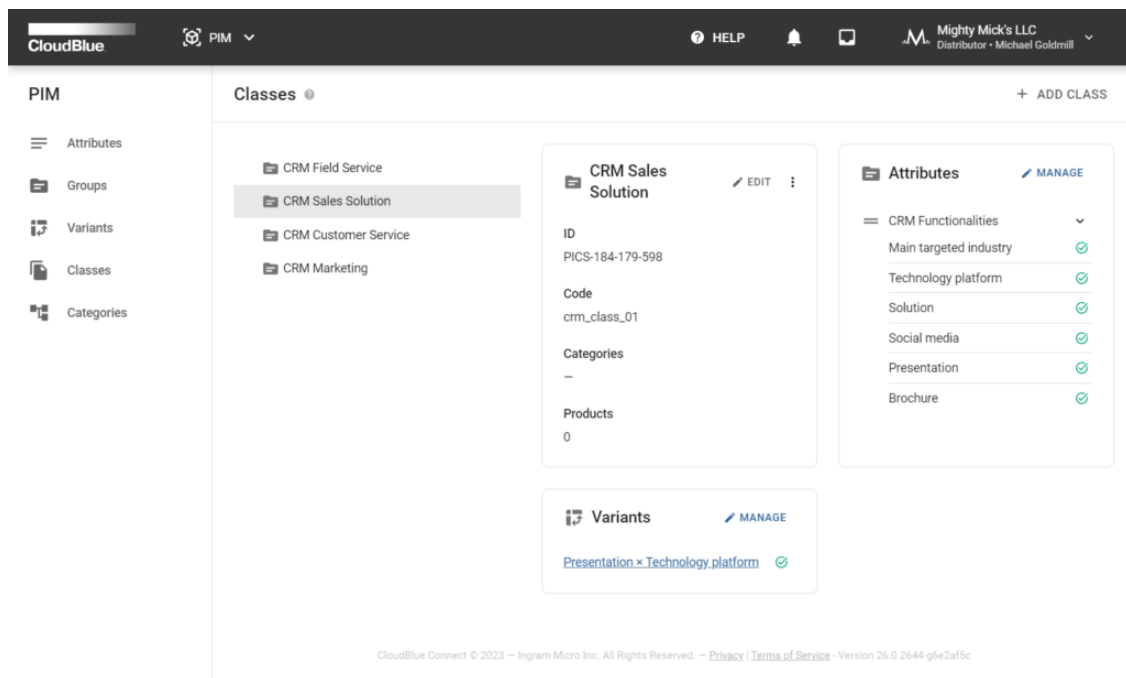 CloudBlue
PIM
HELP
Mighty Mick's LLC
Distributor • Michael Goldmill
PIM
Attributes
Groups
Variants
Classes
Categories
Classes
+ ADD CLASS
CRM Field Service
CRM Sales Solution
CRM Customer Service
CRM Marketing
CRM Sales
Solution
EDIT
ID
PICS-184-179-598
Code
crm_class_01
Categories
—
Products
0
Attributes
MANAGE
CRM Functionalities
Main targeted industry
Technology platform
Solution
Social media
Presentation
Brochure
Variants
MANAGE
Presentation × Technology platform
CloudBlue Connect © 2023 — Ingram Micro Inc. All Rights Reserved. — Privacy | Terms of Service - Version 26.0.2644-g6e2af5c